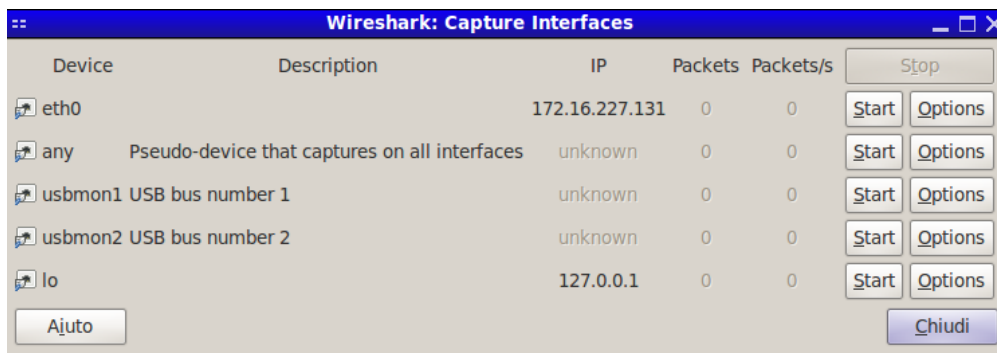 Wireshark: Capture Interfaces
Device Description IP Packets Packets/s Stop
eth0 172.16.227.131 0 0 Start Options
any Pseudo-device that captures on all interfaces unknown 0 0 Start Options
usbmon1 USB bus number 1 unknown 0 0 Start Options
usbmon2 USB bus number 2 unknown 0 0 Start Options
lo 127.0.0.1 0 0 Start Options
Aiuto Chiudi